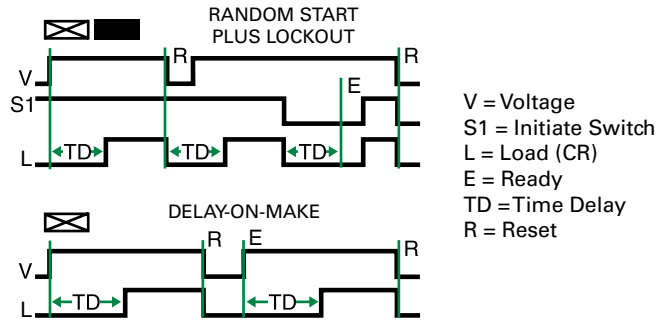 RANDOM START
PLUS LOCKOUT
R
R
V
E
S1
TD
TD
TD
L
V = Voltage
S1 = Initiate Switch
L = Load (CR)
E = Ready
TD = Time Delay
R = Reset
DELAY-ON-MAKE
R
E
R
V
TD
TD
L